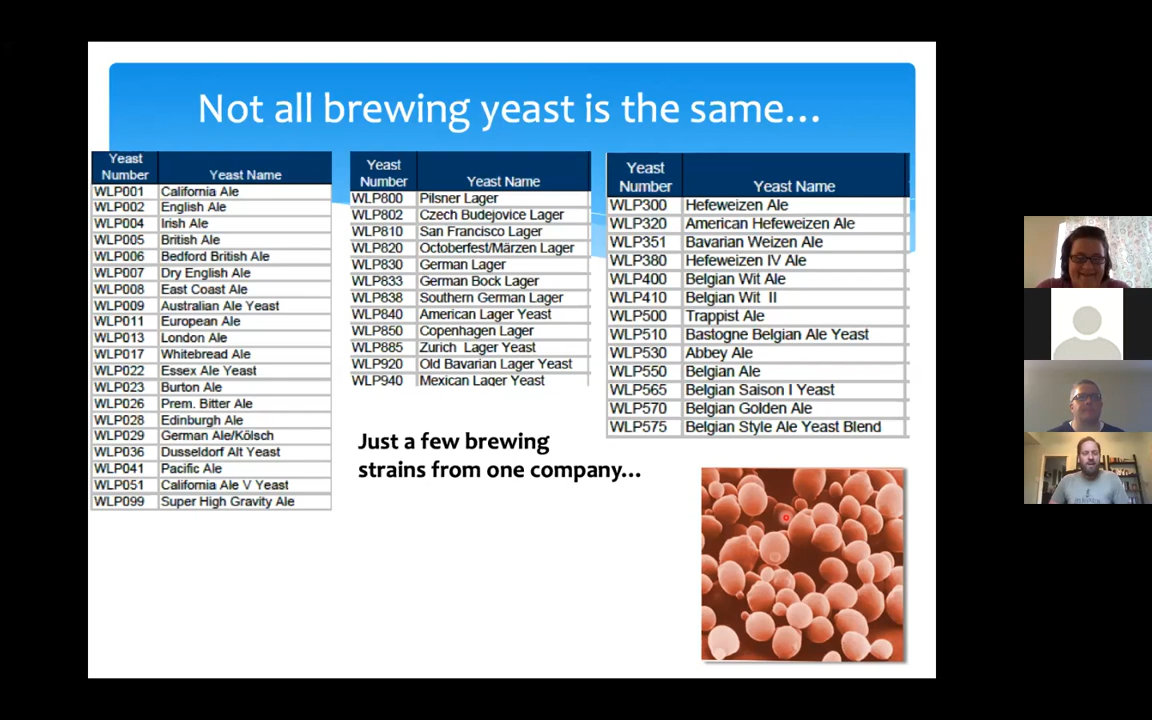 Not all brewing yeast is the same...
Yeast Number Yeast Name
WLP001 California Ale
WLP002 English Ale
WLP004 Irish Ale
WLP005 British Ale
WLP006 Bedford British Ale
WLP007 Dry English Ale
WLP008 East Coast Ale
WLP009 Australian Ale Yeast
WLP011 European Ale
WLP013 London Ale
WLP017 Whitebread Ale
WLP022 Essex Ale Yeast
WLP023 Burton Ale
WLP026 Prem. Bitter Ale
WLP028 Edinburgh Ale
WLP029 German Ale/Kölsch
WLP036 Dusseldorf Alt Yeast
WLP041 Pacific Ale
WLP051 California Ale V Yeast
WLP099 Super High Gravity Ale
Yeast Number Yeast Name
WLP800 Pilsner Lager
WLP802 Czech Budejovice Lager
WLP810 San Francisco Lager
WLP820 Octoberfest/Märzen Lager
WLP830 German Lager
WLP833 German Bock Lager
WLP838 Southern German Lager
WLP840 American Lager Yeast
WLP850 Copenhagen Lager
WLP885 Zurich Lager Yeast
WLP920 Old Bavarian Lager Yeast
WLP940 Mexican Lager Yeast
Yeast Number Yeast Name
WLP300 Hefeweizen Ale
WLP320 American Hefeweizen Ale
WLP351 Bavarian Weizen Ale
WLP380 Hefeweizen IV Ale
WLP400 Belgian Wit Ale
WLP410 Belgian Wit II
WLP500 Trappist Ale
WLP510 Bastogne Belgian Ale Yeast
WLP530 Abbey Ale
WLP550 Belgian Ale
WLP565 Belgian Saison I Yeast
WLP570 Belgian Golden Ale
WLP575 Belgian Style Ale Yeast Blend
Just a few brewing
strains from one company...